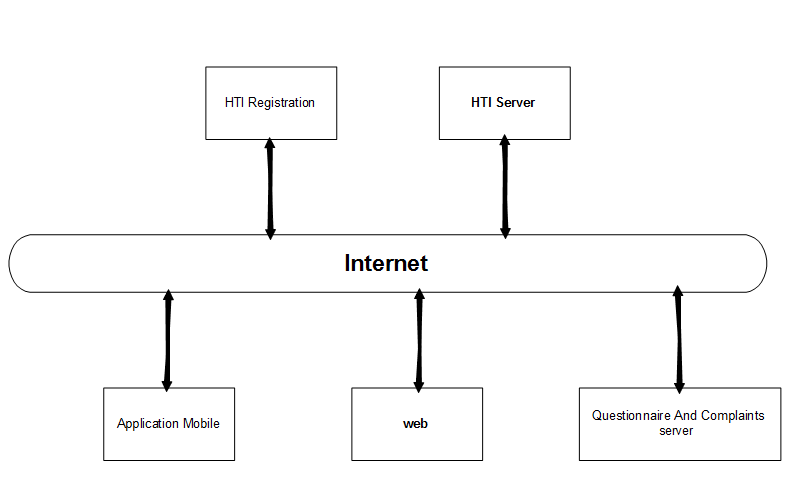 HTI Registration
HTI Server
Internet
Application Mobile
web
Questionnaire And Complaints
server